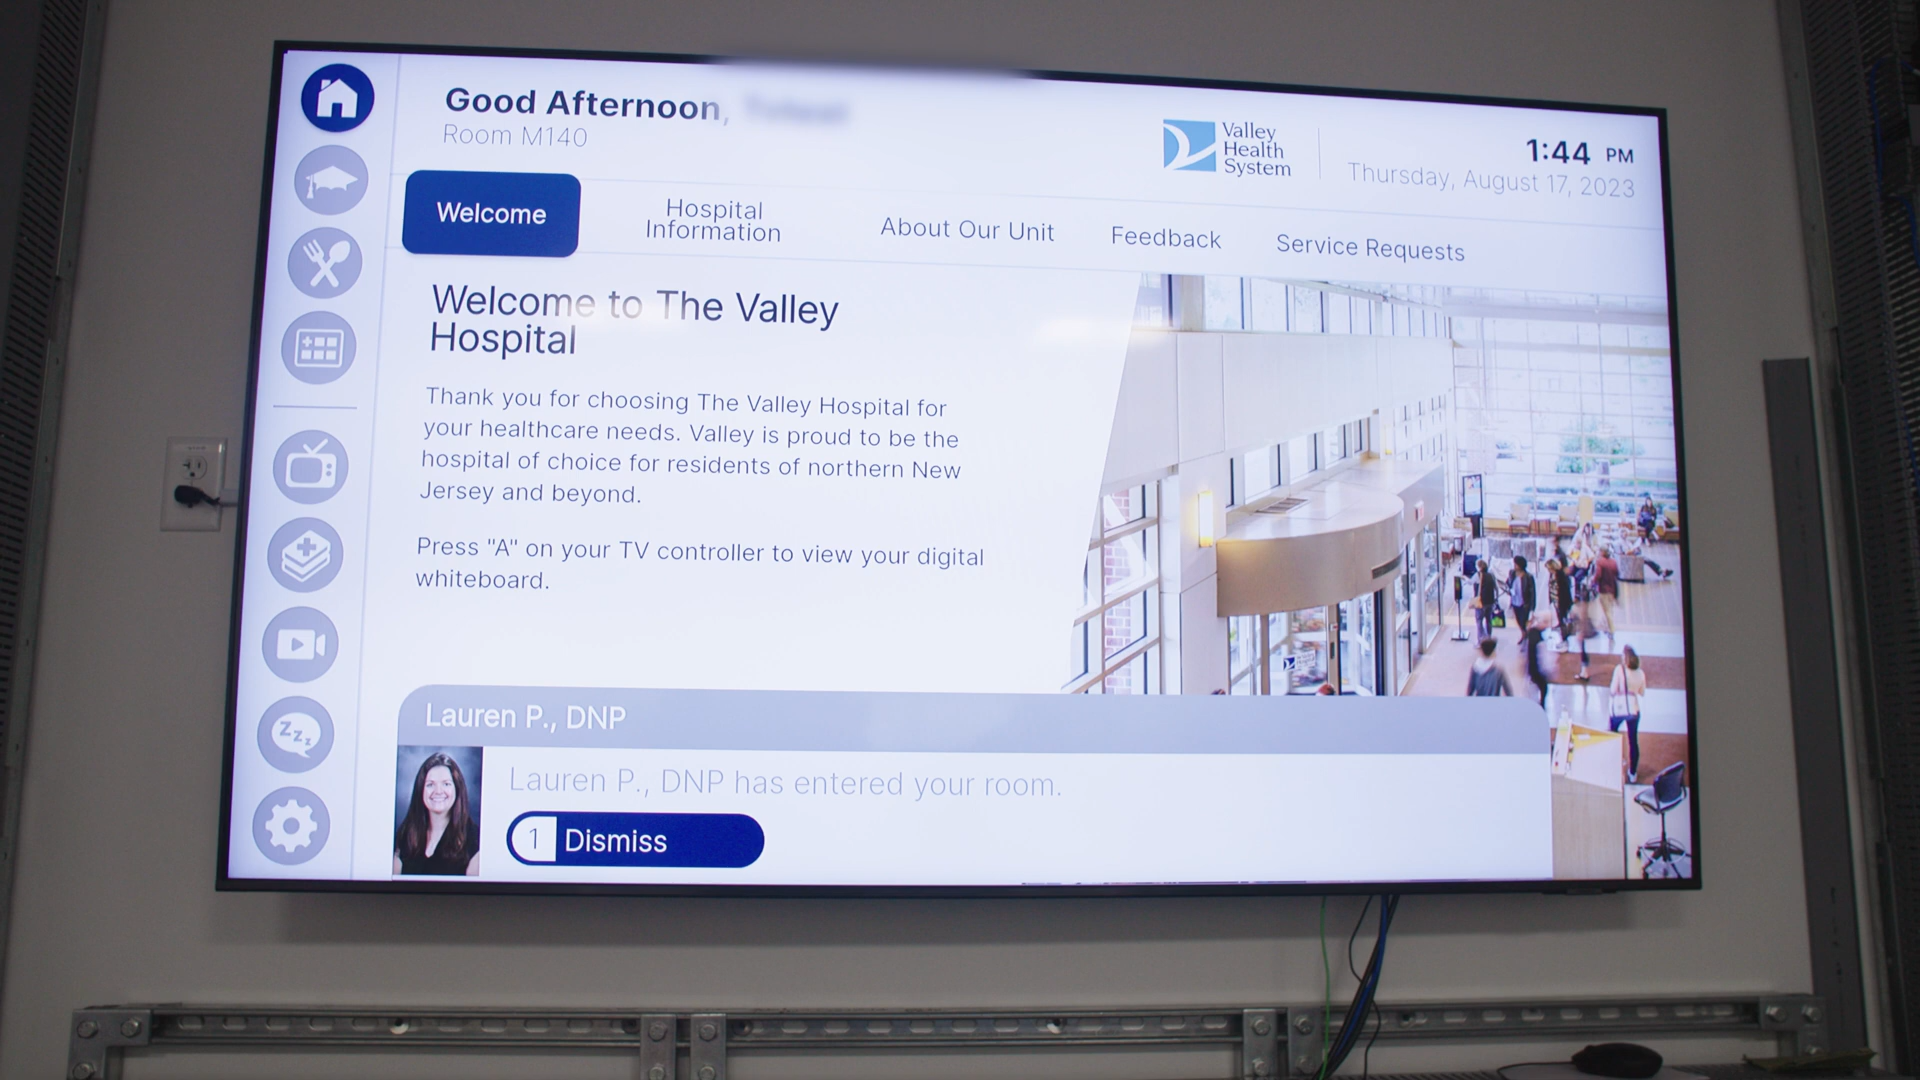 Good Afternoon,
Room M140
Valley
Health
System
1:44 PM
Thursday, August 17, 2023
Welcome
Hospital
Information
About Our Unit
Feedback
Service Requests
Welcome to The Valley
Hospital
Thank you for choosing The Valley Hospital for
your healthcare needs. Valley is proud to be the
hospital of choice for residents of northern New
Jersey and beyond.
Press "A" on your TV controller to view your digital
whiteboard.
Zzz
Lauren P., DNP
Lauren P., DNP has entered your room.
1 Dismiss